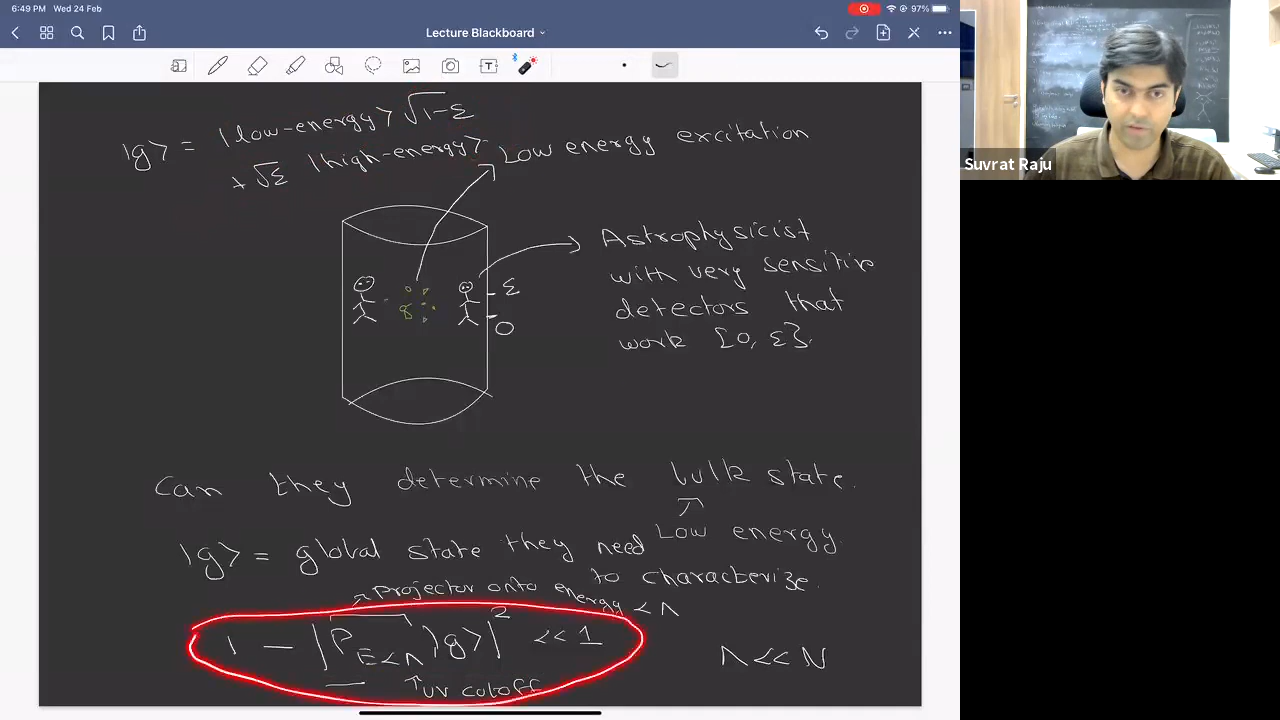 6:49 PM Wed 24 Feb
97%
Lecture Blackboard
Suvrat Raju
|g> = |low-energy> √1-ε
+ √ε |high-energy>
Low energy excitation
Astrophysicist
with very sensitive
detectors that
work {0, ε}.
ε
0
Can they determine the bulk state.
Low energy.
|g> = global state they need
to characterize.
Projector onto energy < Λ
1 - |P_{E<Λ}|g>|² << 1
UV cutoff
Λ << N